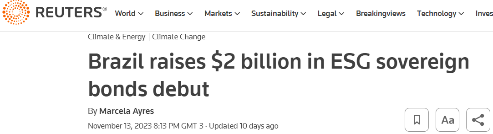 REUTERS
World Business Markets Sustainability Legal Breakingviews Technology Inves
Climate & Energy | Climate Change
Brazil raises $2 billion in ESG sovereign
bonds debut
By Marcela Ayres
November 13, 2023 8:13 PM GMT-3 · Updated 10 days ago
Aa